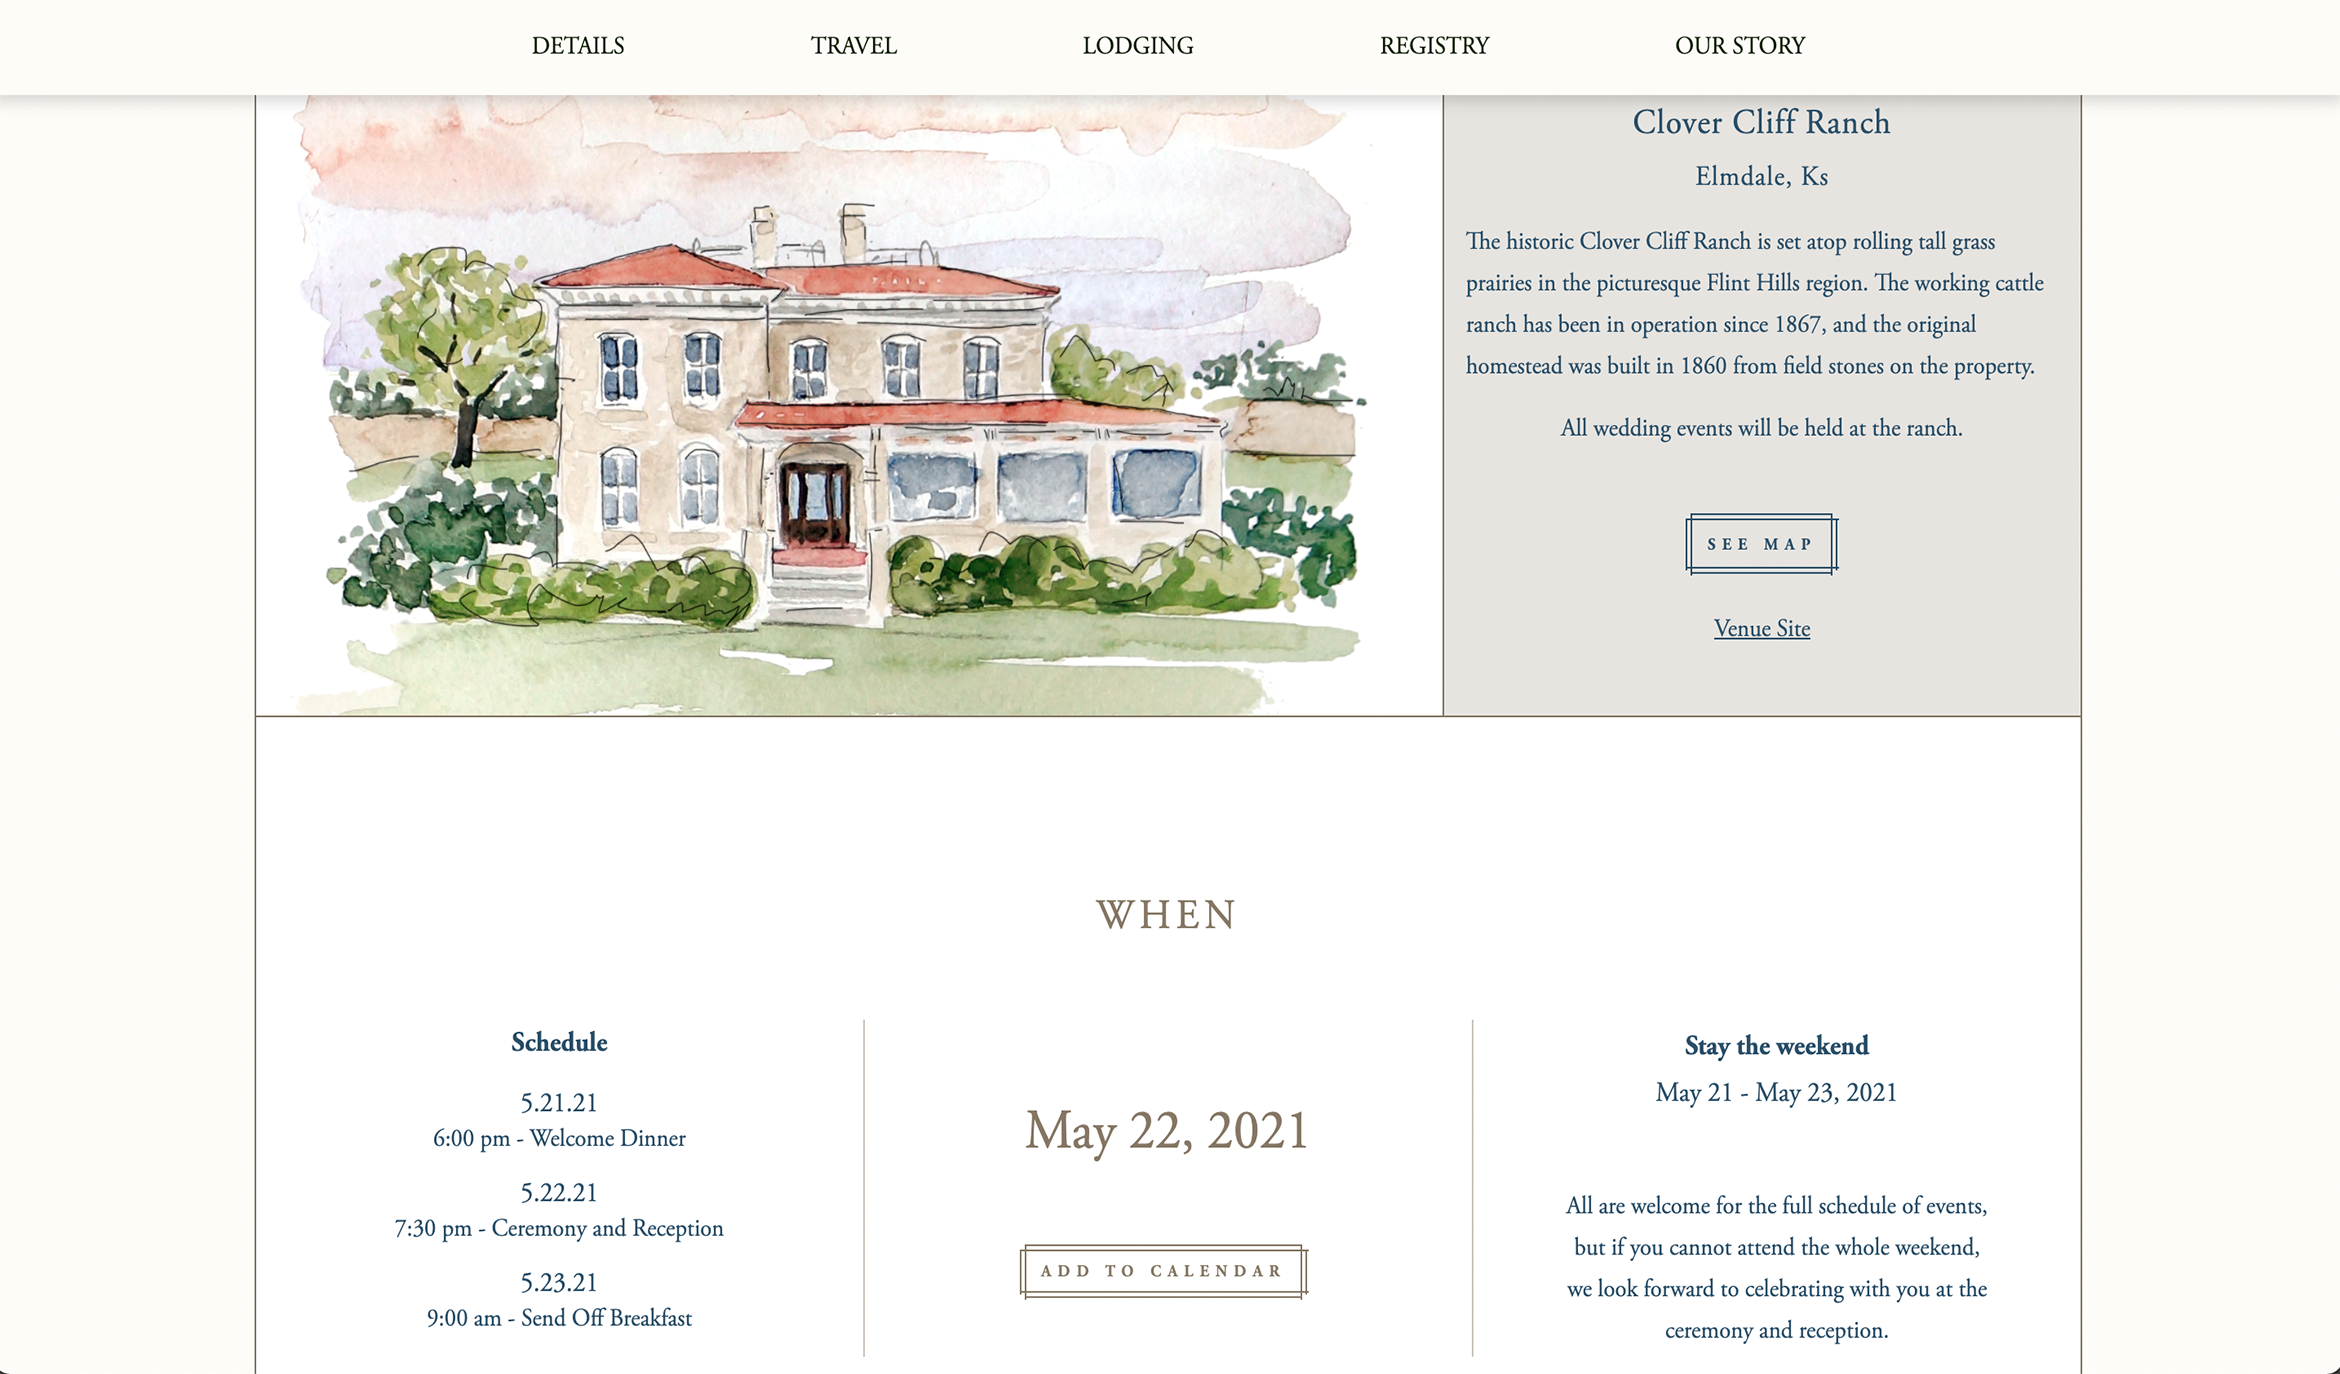 DETAILS
TRAVEL
LODGING
REGISTRY
OUR STORY
Clover Cliff Ranch
Elmdale, Ks
The historic Clover Cliff Ranch is set atop rolling tall grass
prairies in the picturesque Flint Hills region. The working cattle
ranch has been in operation since 1867, and the original
homestead was built in 1860 from field stones on the property.
All wedding events will be held at the ranch.
SEE MAP
Venue Site
WHEN
Schedule
5.21.21
6:00 pm - Welcome Dinner
5.22.21
7:30 pm - Ceremony and Reception
5.23.21
9:00 am - Send Off Breakfast
May 22, 2021
ADD TO CALENDAR
Stay the weekend
May 21 - May 23, 2021
All are welcome for the full schedule of events,
but if you cannot attend the whole weekend,
we look forward to celebrating with you at the
ceremony and reception.